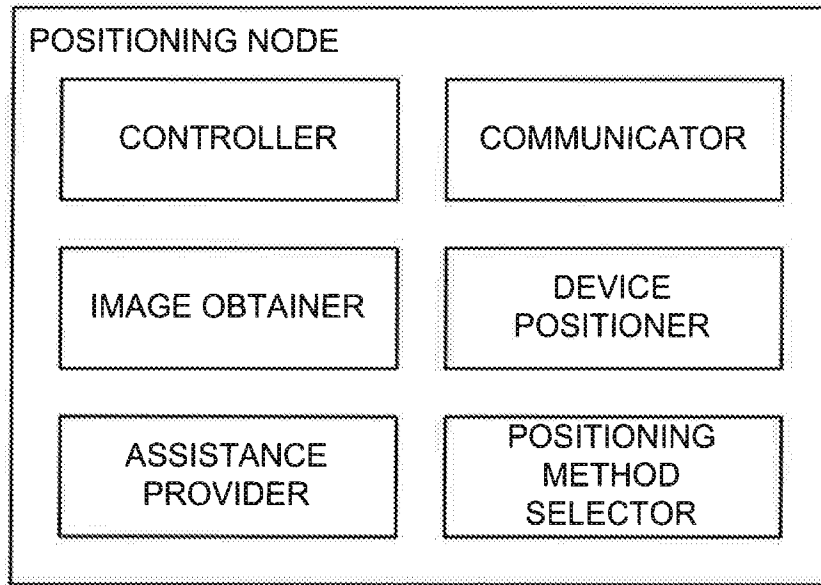 POSITIONING NODE
CONTROLLER
COMMUNICATOR
IMAGE OBTAINER
DEVICE
POSITIONER
ASSISTANCE
PROVIDER
POSITIONING
METHOD
SELECTOR